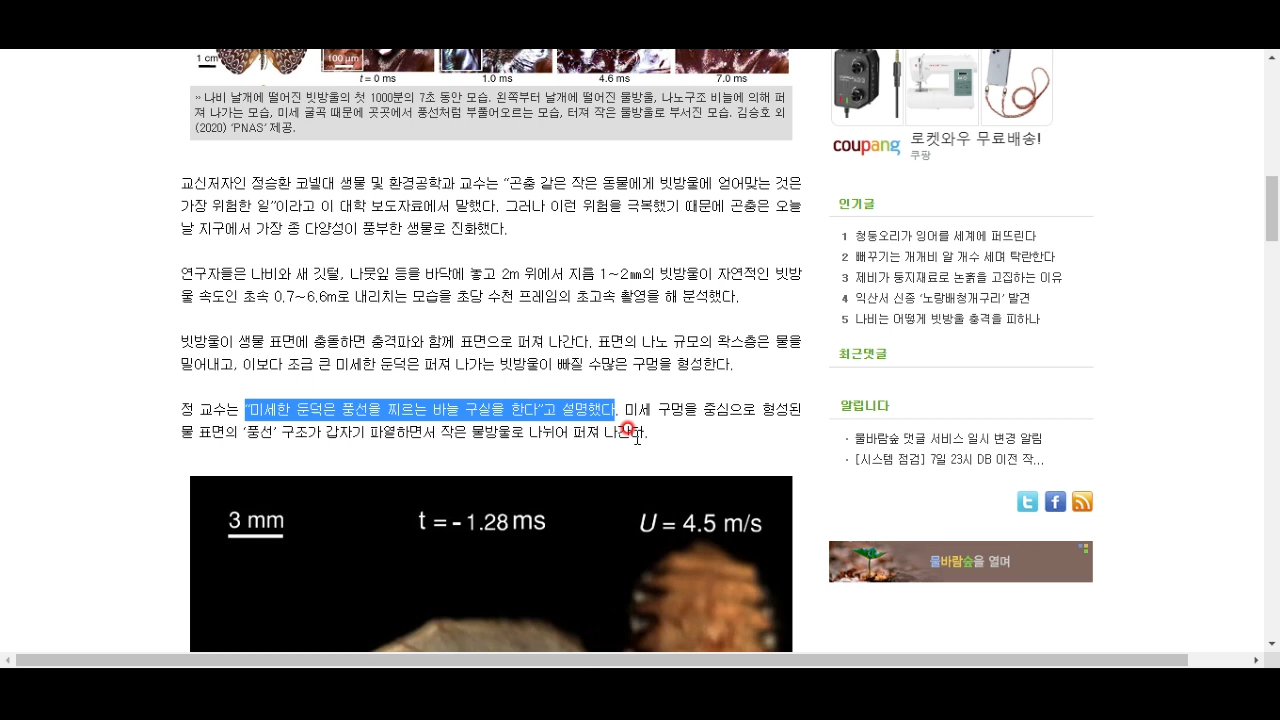 1 cm
100 µm
t = 0 ms
1.0 ms
4.6 ms
7.0 ms
» 나비 날개에 떨어진 빗방울의 첫 1000분의 7초 동안 모습. 왼쪽부터 날개에 떨어진 물방울, 나노구조 비늘에 의해 퍼
져 나가는 모습, 미세 굴곡 때문에 곳곳에서 풍선처럼 부풀어오르는 모습, 터져 작은 물방울로 부서진 모습. 김승호 외
(2020) ‘PNAS’ 제공.
교신저자인 정승환 코넬대 생물 및 환경공학과 교수는 “곤충 같은 작은 동물에게 빗방울에 얻어맞는 것은
가장 위험한 일”이라고 이 대학 보도자료에서 말했다. 그러나 이런 위험을 극복했기 때문에 곤충은 오늘
날 지구에서 가장 종 다양성이 풍부한 생물로 진화했다.
연구자들은 나비와 새 깃털, 나뭇잎 등을 바닥에 놓고 2m 위에서 지름 1~2㎜의 빗방울이 자연적인 빗방
울 속도인 초속 0.7~6.6m로 내리치는 모습을 초당 수천 프레임의 초고속 촬영을 해 분석했다.
빗방울이 생물 표면에 충돌하면 충격파와 함께 표면으로 퍼져 나간다. 표면의 나노 규모의 왁스층은 물을
밀어내고, 이보다 조금 큰 미세한 둔덕은 퍼져 나가는 빗방울이 빠질 수많은 구멍을 형성한다.
정 교수는 “미세한 둔덕은 풍선을 찌르는 바늘 구실을 한다”고 설명했다. 미세 구멍을 중심으로 형성된
물 표면의 ‘풍선’ 구조가 갑자기 파열하면서 작은 물방울로 나뉘어 퍼져 나간다.
3 mm
t = - 1.28 ms
U = 4.5 m/s
coupang
로켓와우 무료배송!
쿠팡
인기글
1 청둥오리가 잉어를 세계에 퍼뜨린다
2 뻐꾸기는 개개비 알 개수 세며 탁란한다
3 제비가 둥지재료로 논흙을 고집하는 이유
4 익산서 신종 ‘노랑배청개구리’ 발견
5 나비는 어떻게 빗방울 충격을 피하나
최근댓글
알립니다
· 물바람숲 댓글 서비스 일시 변경 알림
· [시스템 점검] 7일 23시 DB 이전 작...
물바람숲을 열며